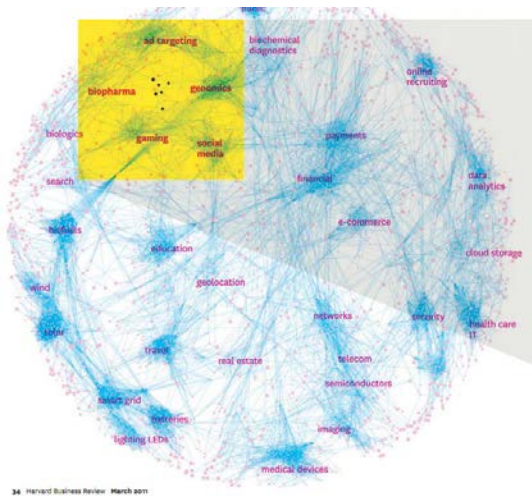 ad targeting
biochemical
diagnostics
online
recruiting
biopharma
genomics
biologics
gaming
social
media
payments
search
financial
data
analytics
biofuels
e-commerce
education
cloud storage
geolocation
wind
solar
networks
security
health care
IT
travel
real estate
telecom
semiconductors
smart grid
batteries
imaging
lighting LEDs
medical devices
34 Harvard Business Review March 2011